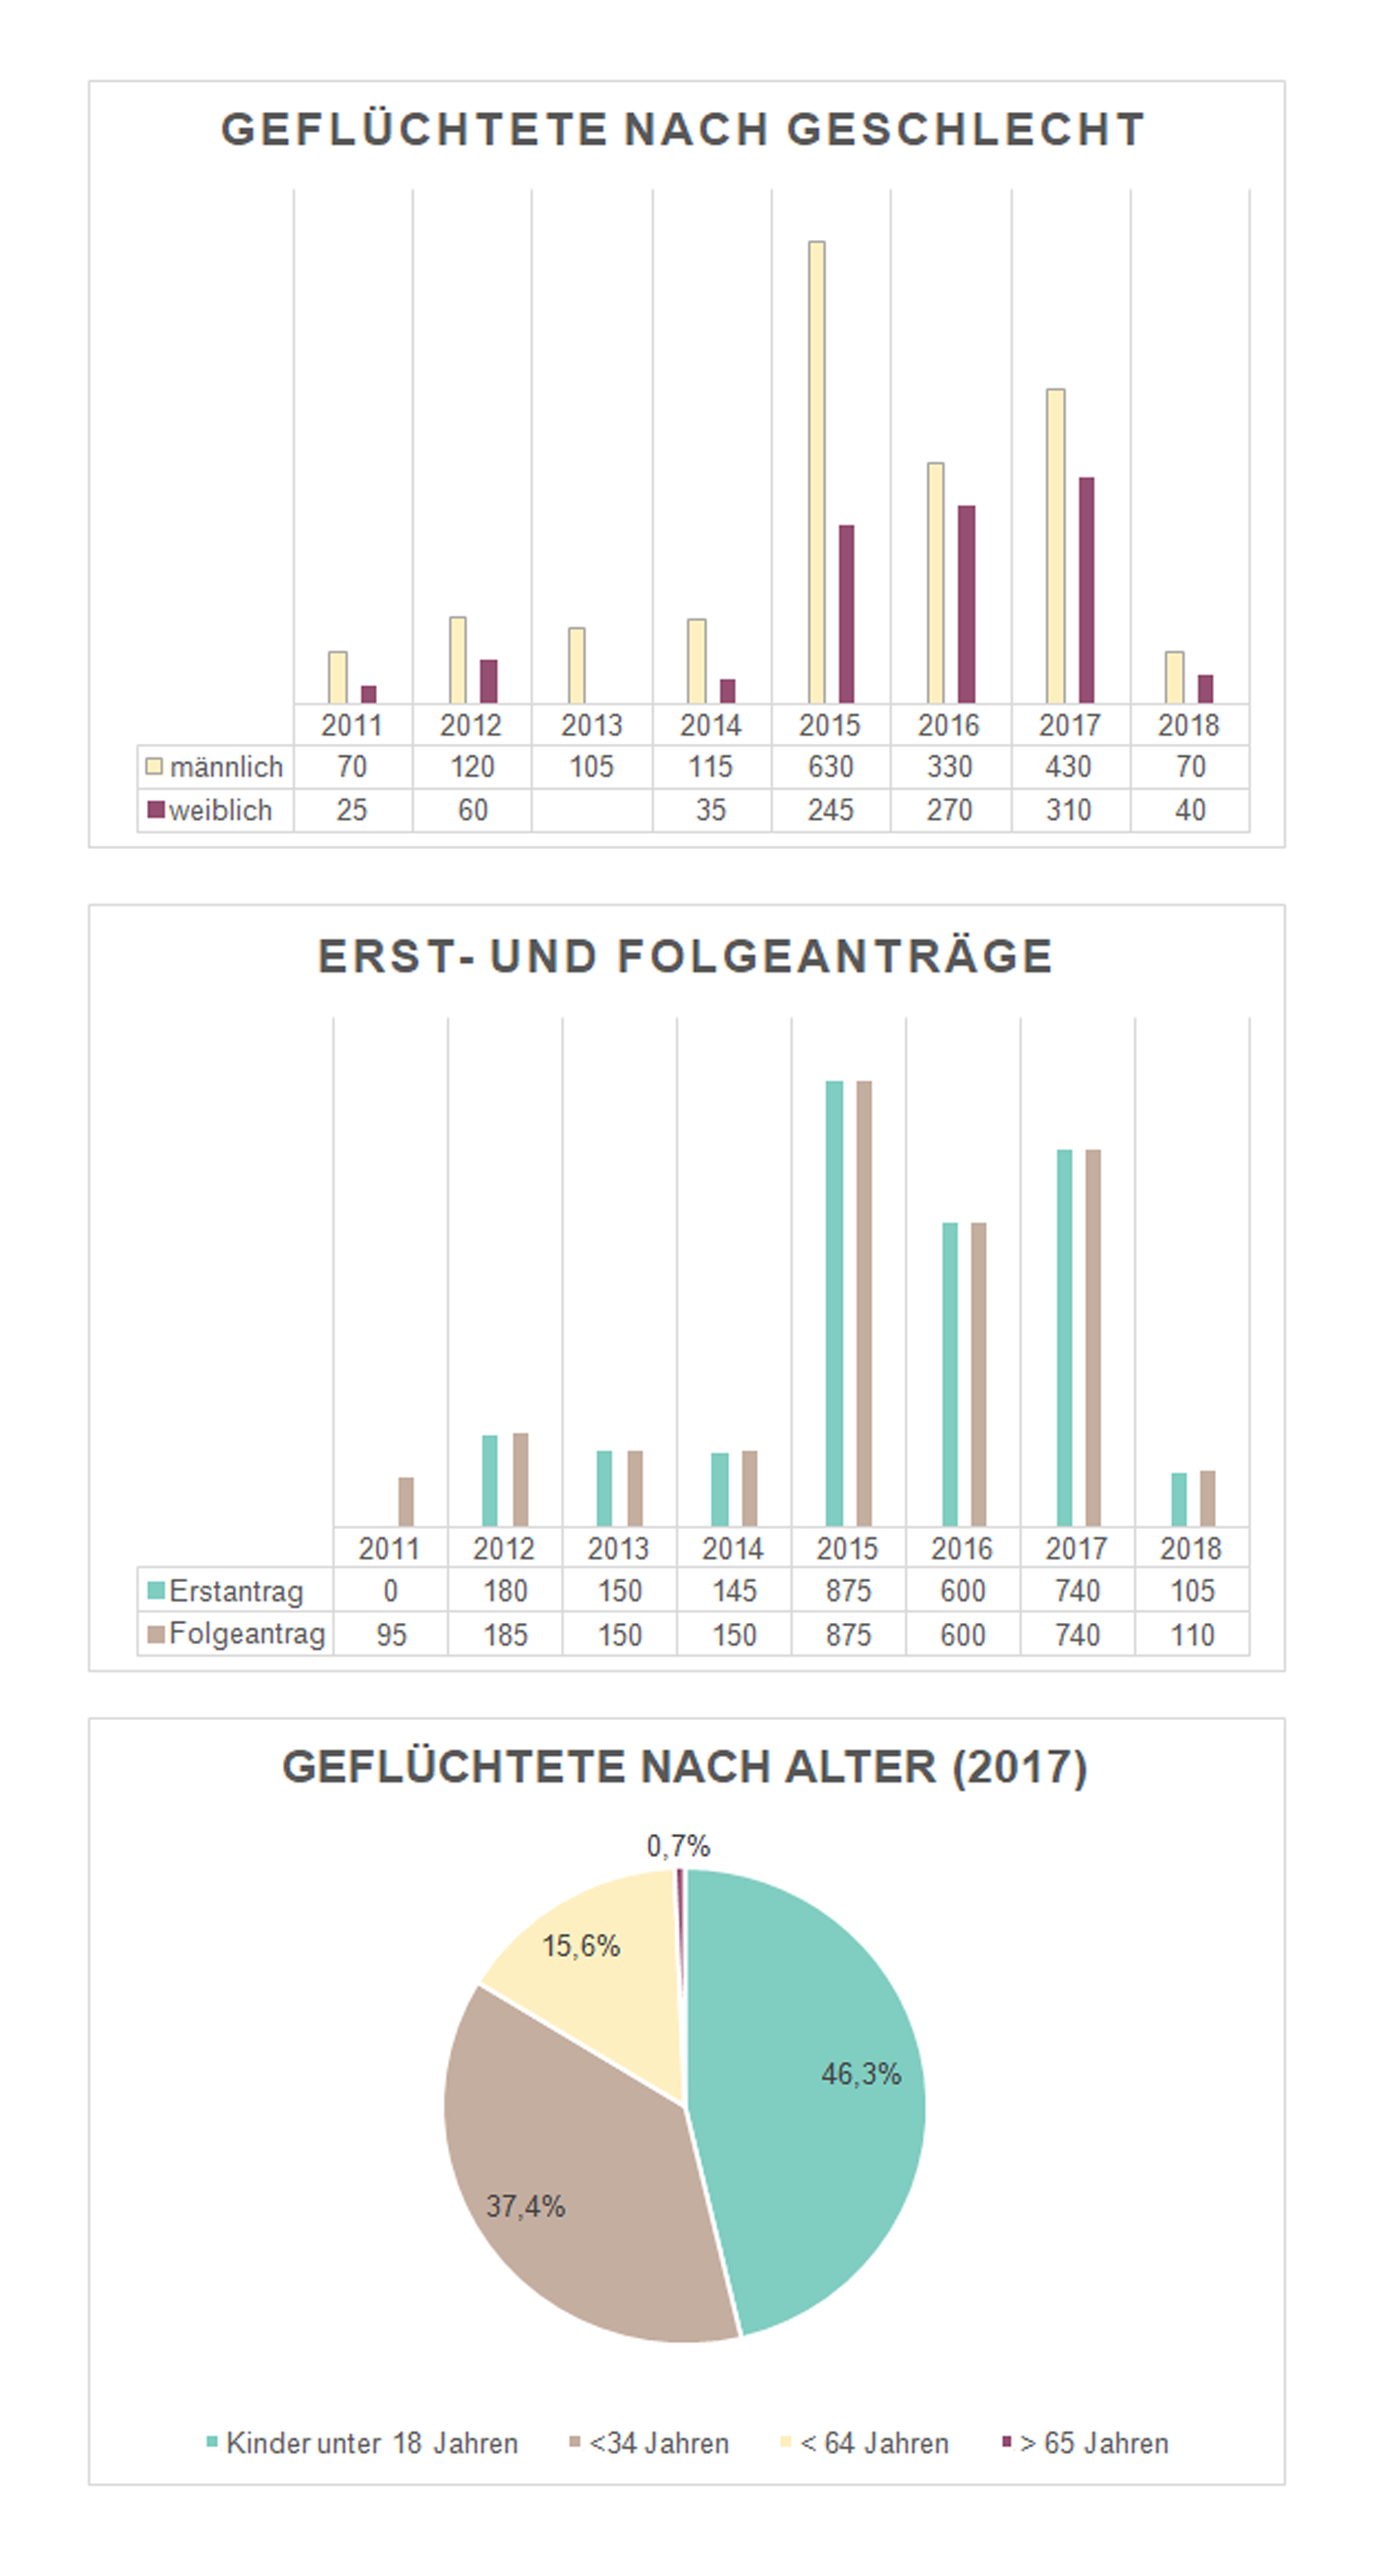 GEFLÜCHTETE NACH GESCHLECHT
2011 2012 2013 2014 2015 2016 2017 2018
männlich 70 120 105 115 630 330 430 70
weiblich 25 60 35 245 270 310 40
ERST- UND FOLGEANTRÄGE
2011 2012 2013 2014 2015 2016 2017 2018
Erstantrag 0 180 150 145 875 600 740 105
Folgeantrag 95 185 150 150 875 600 740 110
GEFLÜCHTETE NACH ALTER (2017)
0,7%
15,6%
46,3%
37,4%
Kinder unter 18 Jahren <34 Jahren < 64 Jahren > 65 Jahren